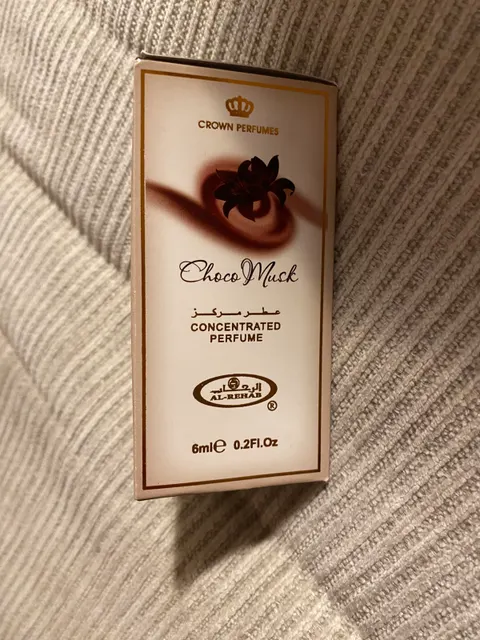 CROWN PERFUMES
Choco Musk
عطر مركز
CONCENTRATED
PERFUME
الرحاب
AL-REHAB
®
6ml℮ 0.2Fl.Oz